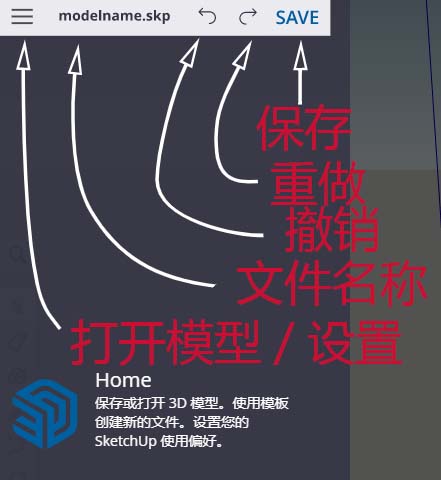 modelname.skp SAVE
保存
重做
撤销
文件名称
打开模型 / 设置
Home
保存或打开 3D 模型。使用模板
创建新的文件。设置您的
SketchUp 使用偏好。